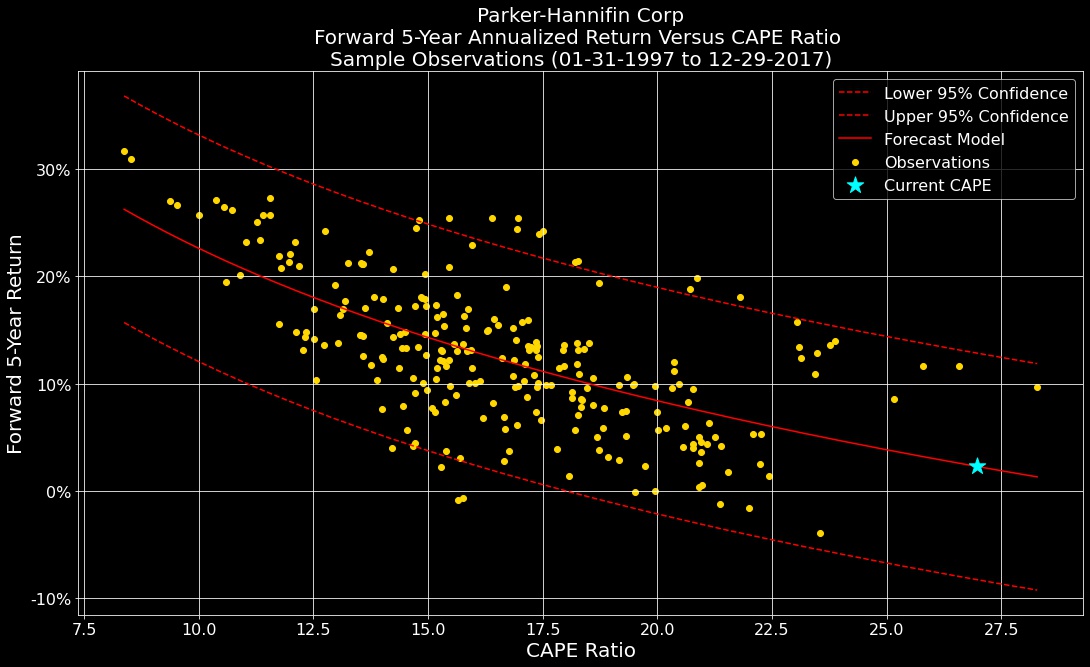 Parker-Hannifin Corp
Forward 5-Year Annualized Return Versus CAPE Ratio
Sample Observations (01-31-1997 to 12-29-2017)
Lower 95% Confidence
Upper 95% Confidence
Forecast Model
Observations
Current CAPE
Forward 5-Year Return
30%
20%
10%
0%
-10%
7.5 10.0 12.5 15.0 17.5 20.0 22.5 25.0 27.5
CAPE Ratio